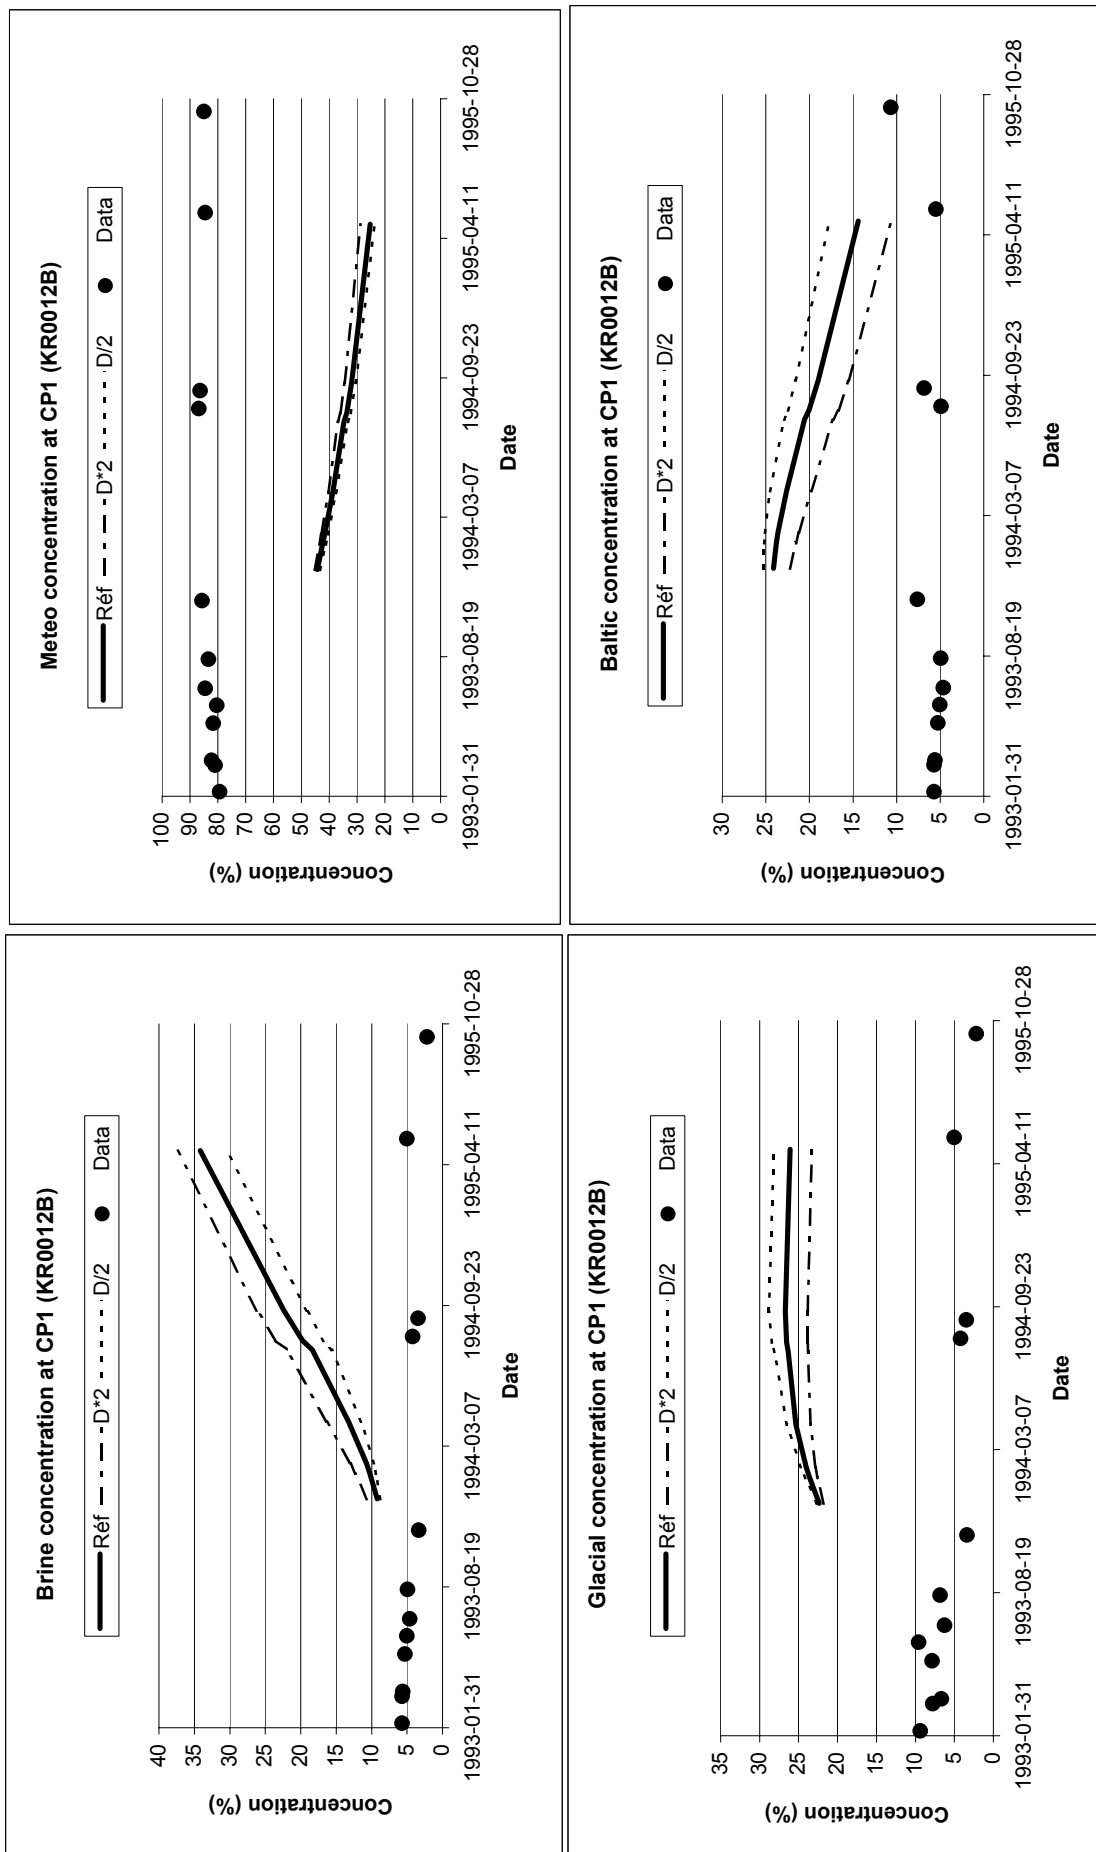 Brine concentration at CP1 (KR0012B)
Réf D*2 D/2 Data
40
35
30
25
20
15
10
5
0
Concentration (%)
1993-01-31 1993-08-19 1994-03-07 1994-09-23 1995-04-11 1995-10-28
Date
Meteo concentration at CP1 (KR0012B)
Réf D*2 D/2 Data
100
90
80
70
60
50
40
30
20
10
0
Concentration (%)
1993-01-31 1993-08-19 1994-03-07 1994-09-23 1995-04-11 1995-10-28
Date
Glacial concentration at CP1 (KR0012B)
Réf D*2 D/2 Data
35
30
25
20
15
10
5
0
Concentration (%)
1993-01-31 1993-08-19 1994-03-07 1994-09-23 1995-04-11 1995-10-28
Date
Baltic concentration at CP1 (KR0012B)
Réf D*2 D/2 Data
30
25
20
15
10
5
0
Concentration (%)
1993-01-31 1993-08-19 1994-03-07 1994-09-23 1995-04-11 1995-10-28
Date